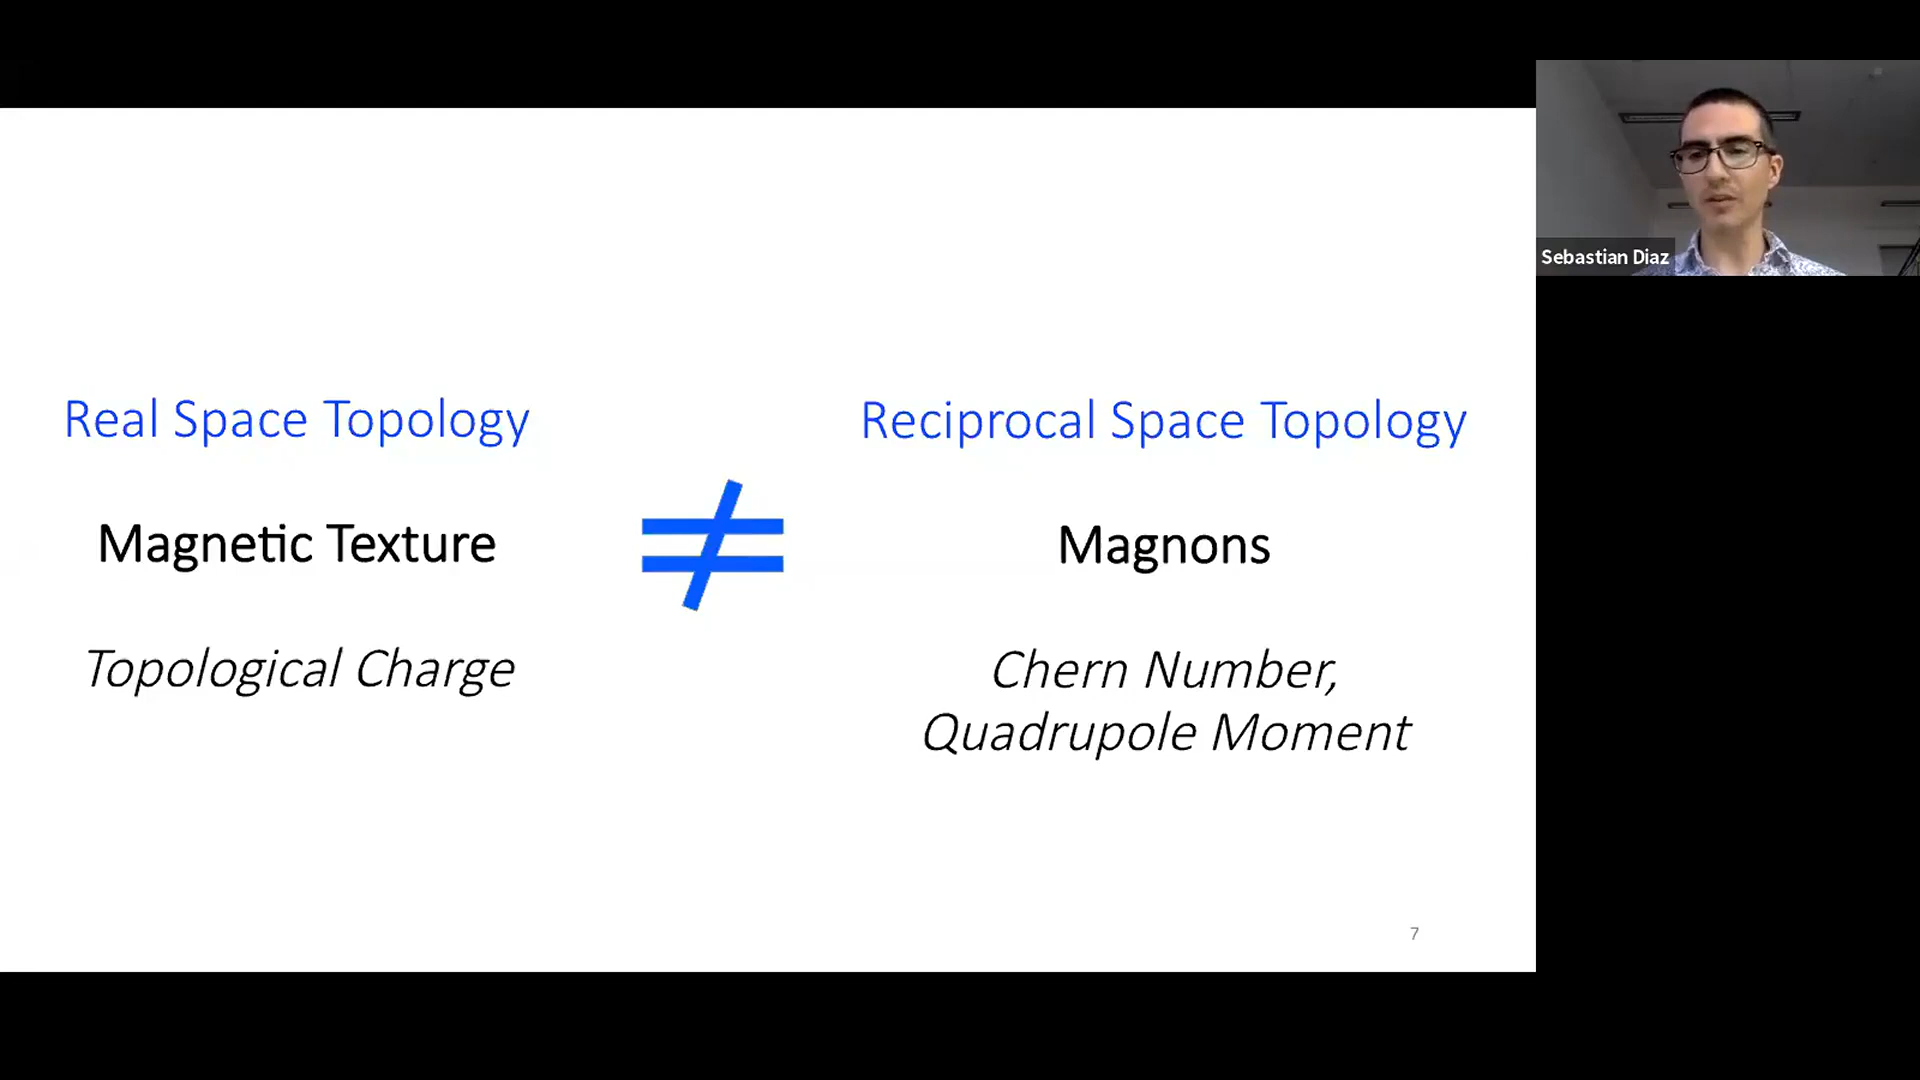 Real Space Topology
Reciprocal Space Topology
≠
Magnetic Texture
Magnons
Topological Charge
Chern Number,
Quadrupole Moment
7
Sebastian Diaz